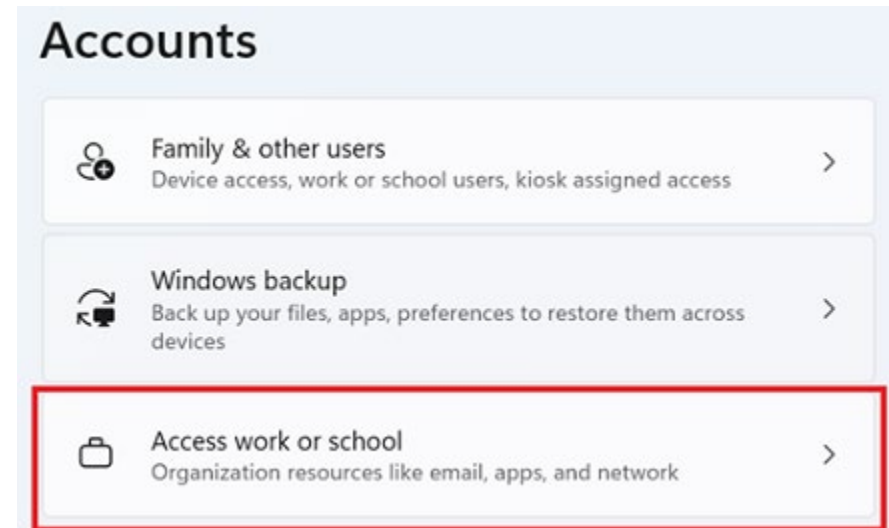 Accounts
Family & other users
Device access, work or school users, kiosk assigned access
Windows backup
Back up your files, apps, preferences to restore them across
devices
Access work or school
Organization resources like email, apps, and network